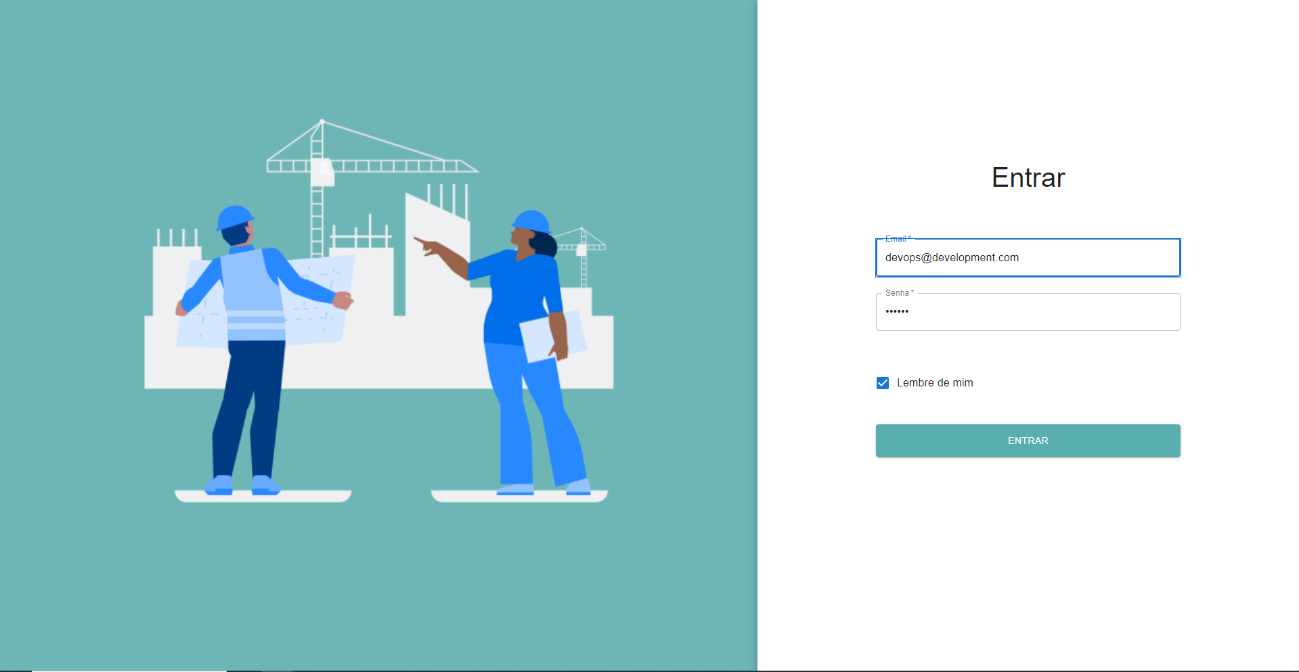 Entrar
Email *
devops@development.com
Senha *
••••••
Lembre de mim
ENTRAR